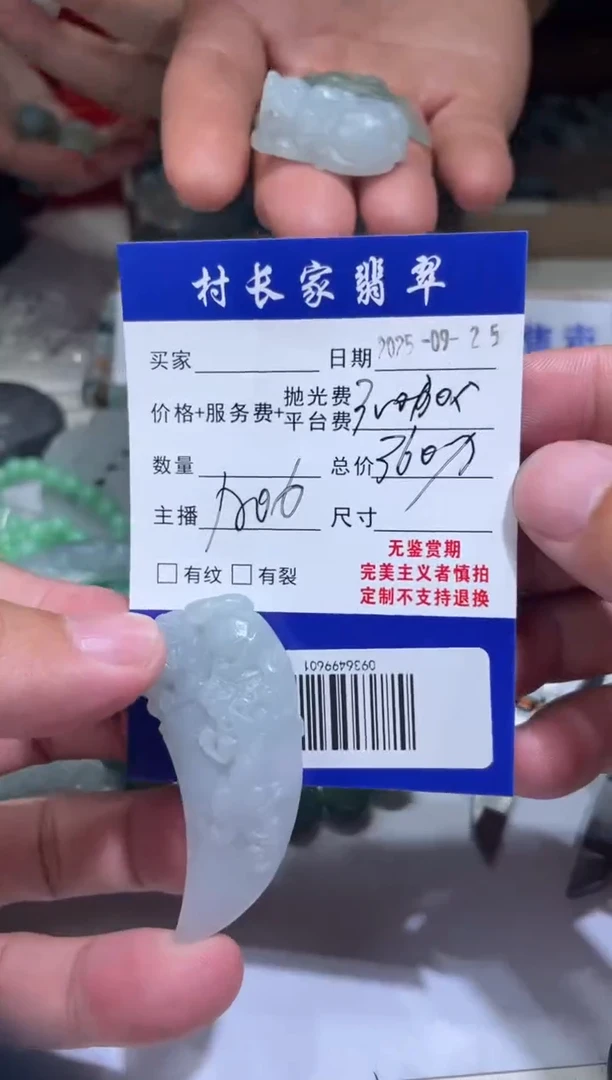 村长家翡翠
买家 日期 2025-09-25
价格+服务费+抛光费
平台费
数量 总价
主播 尺寸
无鉴赏期
□有纹 □有裂 完美主义者慎拍
定制不支持退换
0936499601